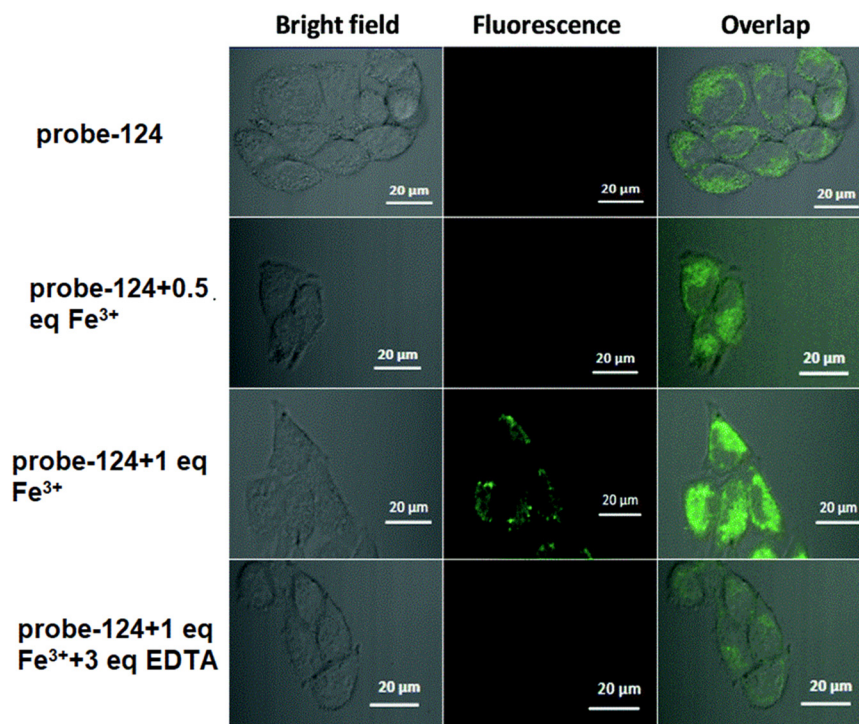 Bright field Fluorescence Overlap
probe-124
20 µm 20 µm 20 µm
probe-124+0.5 .
eq Fe³⁺
20 µm 20 µm 20 µm
probe-124+1 eq
Fe³⁺
20 µm 20 µm 20 µm
probe-124+1 eq
Fe³⁺+3 eq EDTA
20 µm 20 µm 20 µm